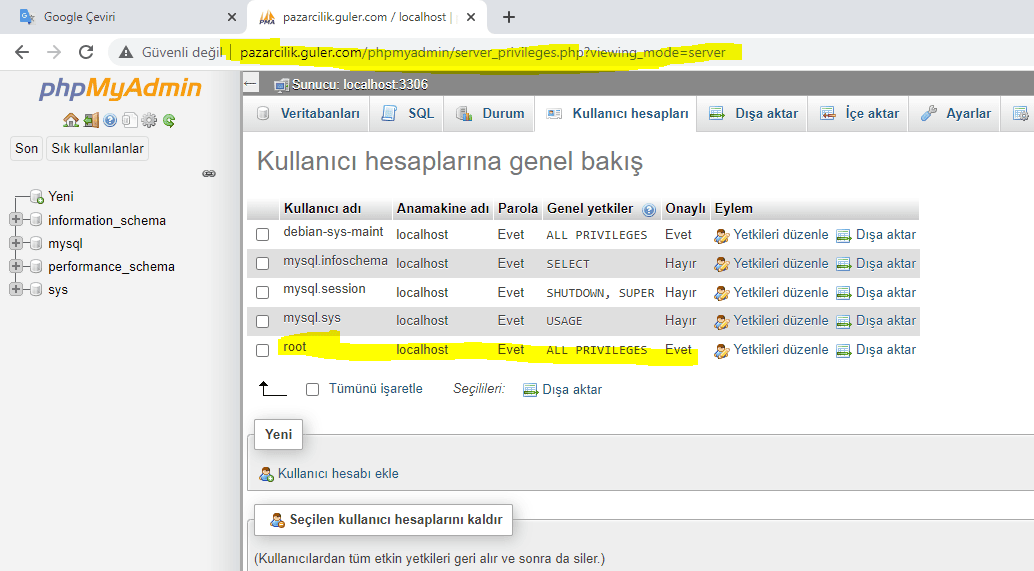 Google Çeviri
pazarcilik.guler.com / localhost |
Güvenli değil | pazarcilik.guler.com/phpmyadmin/server_privileges.php?viewing_mode=server
phpMyAdmin
Son Sık kullanılanlar
Yeni
information_schema
mysql
performance_schema
sys
Sunucu: localhost:3306
Veritabanları SQL Durum Kullanıcı hesapları Dışa aktar İçe aktar Ayarlar
Kullanıcı hesaplarına genel bakış
Kullanıcı adı Anamakine adı Parola Genel yetkiler Onaylı Eylem
debian-sys-maint localhost Evet ALL PRIVILEGES Evet Yetkileri düzenle Dışa aktar
mysql.infoschema localhost Evet SELECT Hayır Yetkileri düzenle Dışa aktar
mysql.session localhost Evet SHUTDOWN, SUPER Hayır Yetkileri düzenle Dışa aktar
mysql.sys localhost Evet USAGE Hayır Yetkileri düzenle Dışa aktar
root localhost Evet ALL PRIVILEGES Evet Yetkileri düzenle Dışa aktar
Tümünü işaretle Seçilileri: Dışa aktar
Yeni
Kullanıcı hesabı ekle
Seçilen kullanıcı hesaplarını kaldır
(Kullanıcılardan tüm etkin yetkileri geri alır ve sonra da siler.)